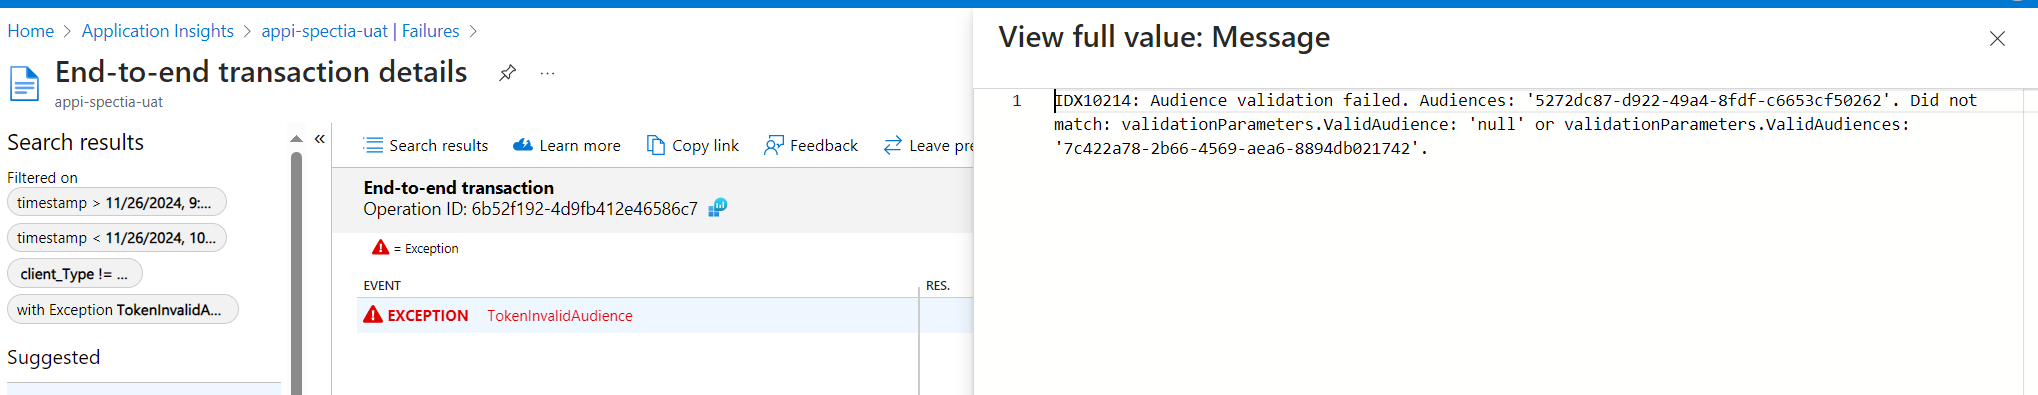 Home > Application Insights > appi-spectia-uat | Failures >
End-to-end transaction details
...
appi-spectia-uat
Search results
«
Filtered on
timestamp > 11/26/2024, 9:...
timestamp < 11/26/2024, 10...
client_Type != ...
with Exception TokenInvalidA...
Suggested
Search results
Learn more
Copy link
Feedback
Leave pre
End-to-end transaction
Operation ID: 6b52f192-4d9fb412e46586c7
= Exception
EVENT
RES.
EXCEPTION TokenInvalidAudience
View full value: Message
1
IDX10214: Audience validation failed. Audiences: '5272dc87-d922-49a4-8fdf-c6653cf50262'. Did not
match: validationParameters.ValidAudience: 'null' or validationParameters.ValidAudiences:
'7c422a78-2b66-4569-aea6-8894db021742'.